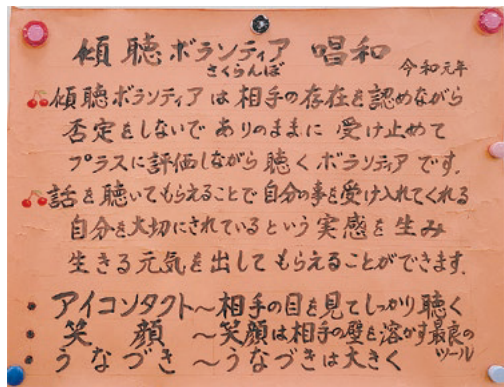 傾聴ボランティア 唱和
さくらんぼ
令和元年
傾聴ボランティアは相手の存在を認めながら
否定をしないで ありのままに 受け止めて
プラスに評価しながら 聴くボランティアです.
話を聴いてもらえることで自分の事を受け入れてくれる
自分を大切にされているという 実感を生み
生きる元気を出してもらえることができます.
• アイコンタクト～相手の目を見てしっかり聴く
• 笑顔 ～笑顔は相手の壁を溶かす最良のツール
• うなづき ～うなづきは大きく